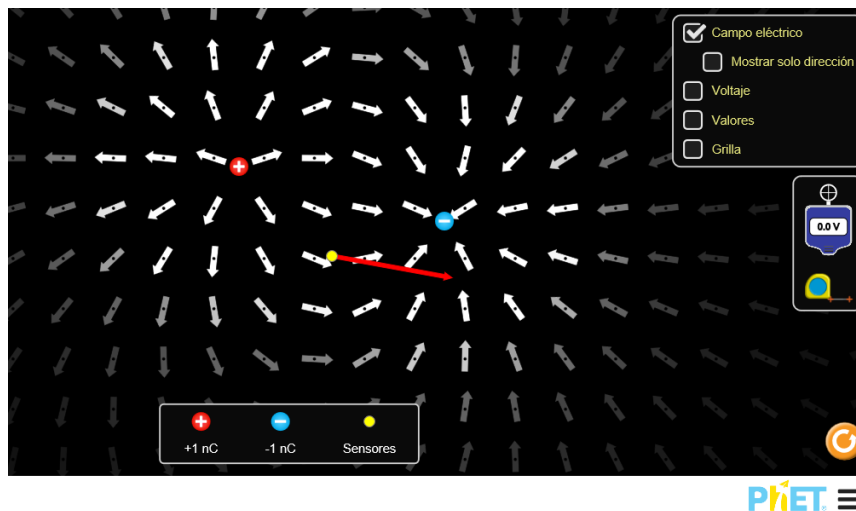 Campo eléctrico
Mostrar solo dirección
Voltaje
Valores
Grilla
0.0 V
+1 nC
-1 nC
Sensores
PhET